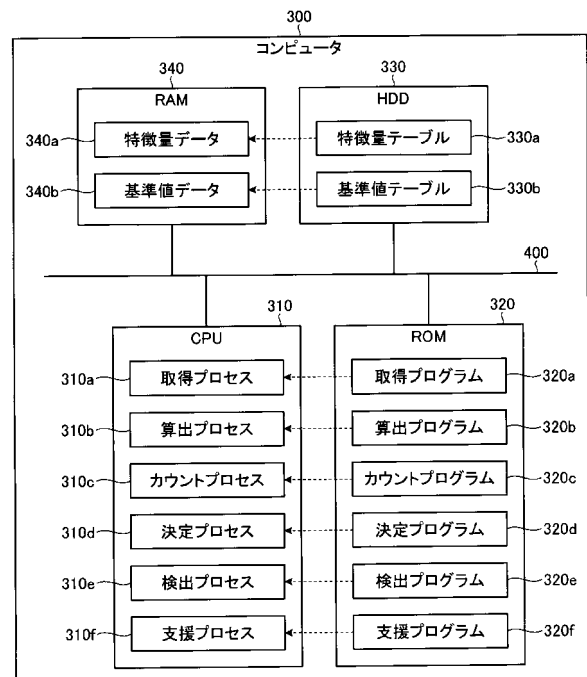 300
コンピュータ
340
330
RAM
HDD
340a
特徴量データ
特徴量テーブル
330a
340b
基準値データ
基準値テーブル
330b
400
310
320
CPU
ROM
310a
取得プロセス
取得プログラム
320a
310b
算出プロセス
算出プログラム
320b
310c
カウントプロセス
カウントプログラム
320c
310d
決定プロセス
決定プログラム
320d
310e
検出プロセス
検出プログラム
320e
310f
支援プロセス
支援プログラム
320f